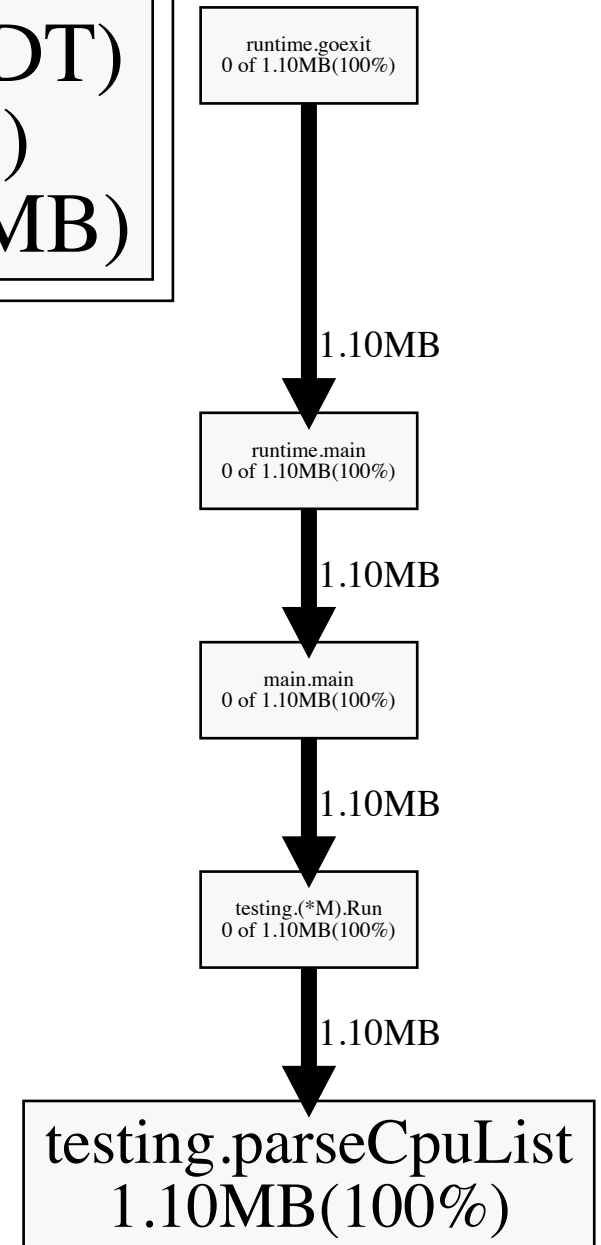 OT)
)
MB)
runtime.goexit
0 of 1.10MB(100%)
1.10MB
runtime.main
0 of 1.10MB(100%)
1.10MB
main.main
0 of 1.10MB(100%)
1.10MB
testing.(*M).Run
0 of 1.10MB(100%)
1.10MB
testing.parseCpuList
1.10MB(100%)